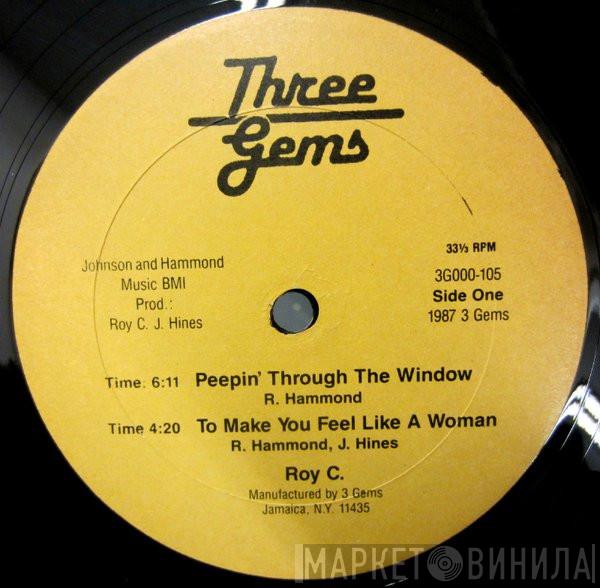 Three
Gems
Johnson and Hammond
Music BMI
Prod.:
Roy C. J. Hines
33⅓ RPM
3G000-105
Side One
1987 3 Gems
Time: 6:11 Peepin' Through The Window
R. Hammond
Time 4:20 To Make You Feel Like A Woman
R. Hammond, J. Hines
Roy C.
Manufactured by 3 Gems
Jamaica, N.Y. 11435
МАРКЕТ ВИНИЛА